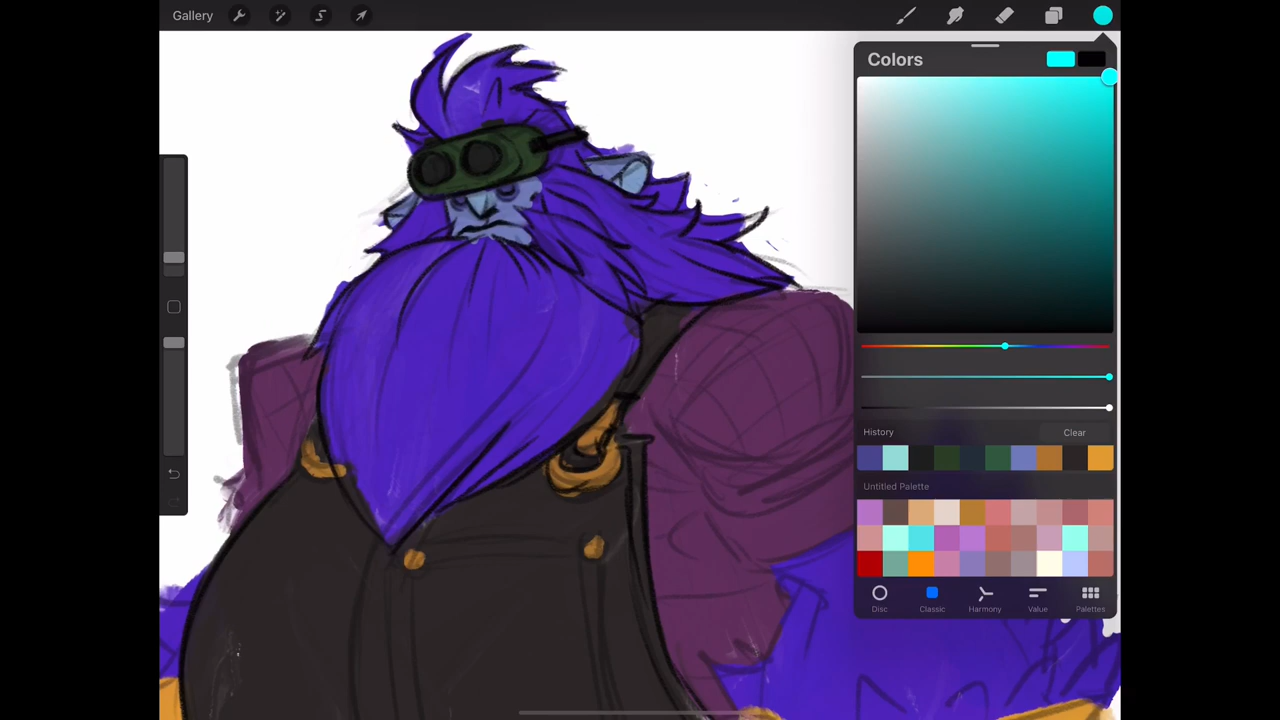 Gallery
Colors
History
Clear
Untitled Palette
Disc
Classic
Harmony
Value
Palettes